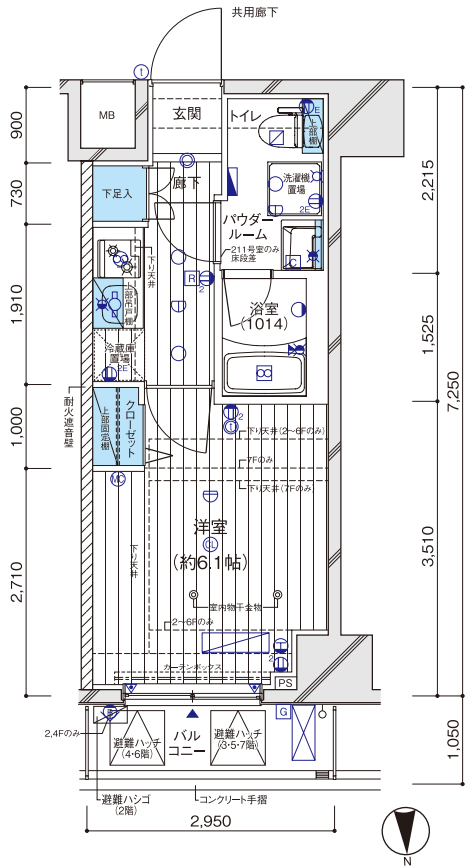 共用廊下
t
MB
玄関
トイレ
E
上部棚
900
730
1,910
1,000
2,710
2,215
1,525
7,250
3,510
1,050
下足入
廊下
洗濯機
置場
2E
パウダー
ルーム
211号室のみ
床段差
C
下り天井
R
2
上部吊戸棚
浴室
(1014)
冷蔵庫
置場
2E
耐火遮音壁
上部固定棚
クローゼット
2
t
下り天井(2〜6Fのみ)
7Fのみ
下り天井(7Fのみ)
MC
洋室
CL
(約6.1帖)
下り天井
室内物干金物
2〜6Fのみ
2
カーテンボックス
PS
G
2,4Fのみ
避難ハッチ
(4・6階)
バル
コニー
避難ハッチ
(3・5・7階)
避難ハシゴ
(2階)
コンクリート手摺
2,950
N